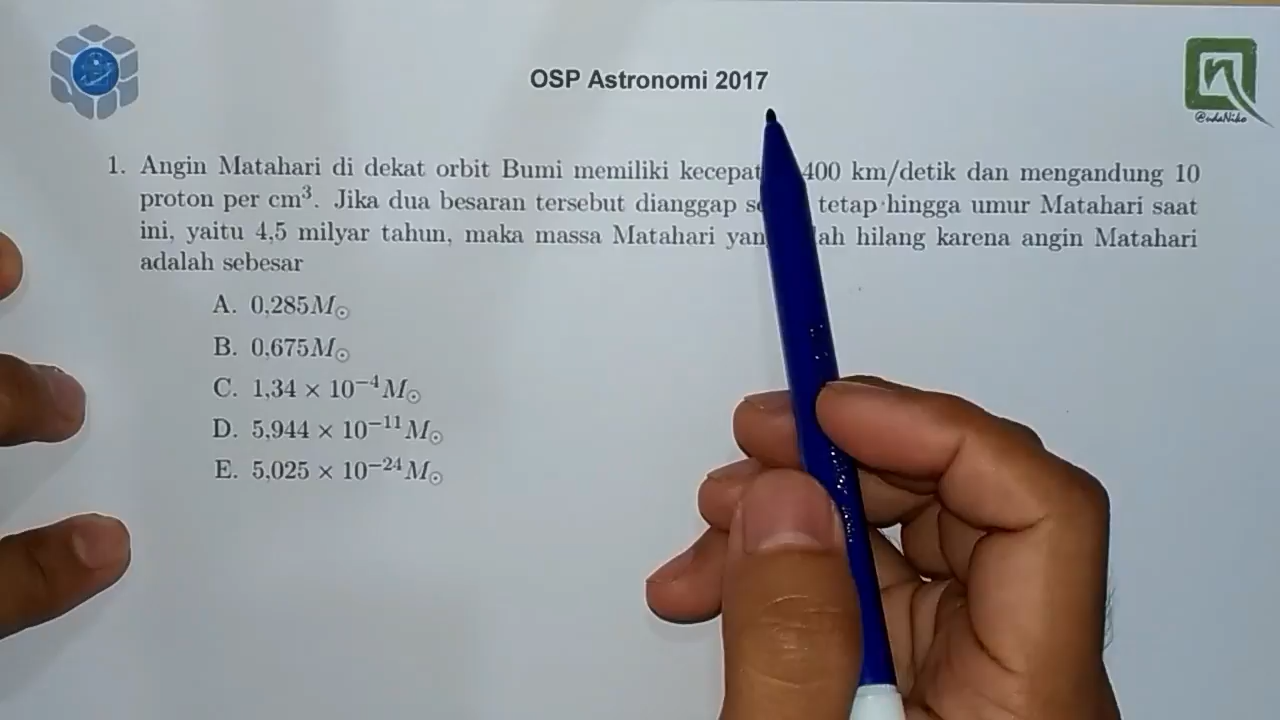 OSP Astronomi 2017
@udaNiko
1. Angin Matahari di dekat orbit Bumi memiliki 400 km/detik dan mengandung 10
proton per cm³. Jika dua besaran tersebut dianggap tetap hingga umur Matahari saat
ini, yaitu 4,5 milyar tahun, maka massa Matahari hilang karena angin Matahari
adalah sebesar
A. 0,285M☉
B. 0,675M☉
C. 1,34 × 10⁻⁴M☉
D. 5,944 × 10⁻¹¹M☉
E. 5,025 × 10⁻²⁴M☉